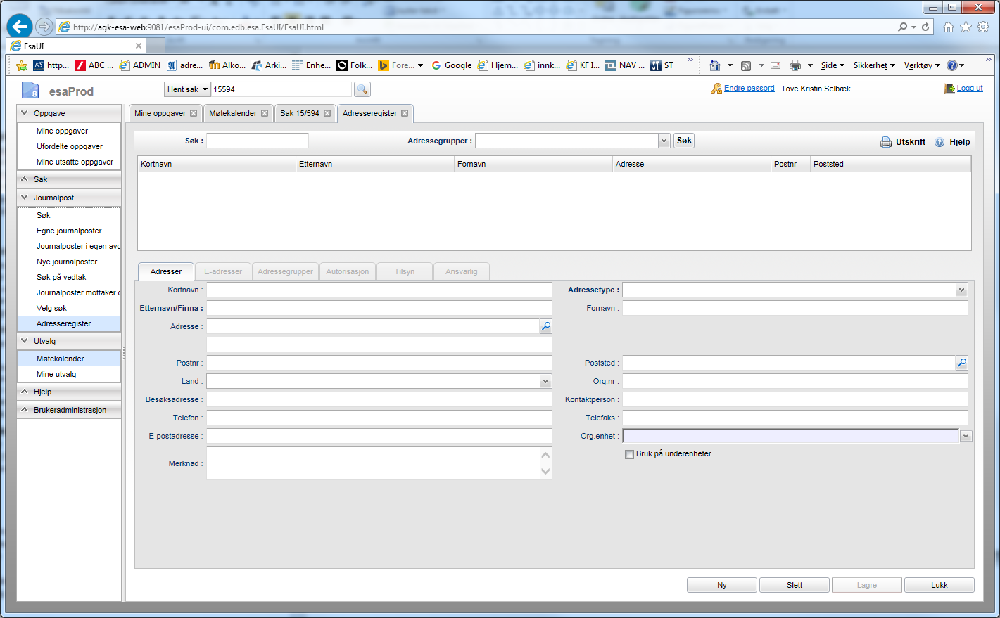 http://agk-esa-web:9081/esaProd-ui/com.edb.esa.EsaUI/EsaUI.html
EsaUI
http... ABC ... ADMIN adre... Alko... Arki... Enhe... Folk... Fore... Google Hjem... innk... KF I... NAV ... ST Side Sikkerhet Verktøy
8 esaProd Hent sak 15594 Endre passord Tove Kristin Selbæk Logg ut
Oppgave
Mine oppgaver
Ufordelte oppgaver
Mine utsatte oppgaver
Sak
Journalpost
Søk
Egne journalposter
Journalposter i egen avd
Nye journalposter
Søk på vedtak
Journalposter mottaker
Velg søk
Adresseregister
Utvalg
Møtekalender
Mine utvalg
Hjelp
Brukeradministrasjon
Mine oppgaver Møtekalender Sak 15/594 Adresseregister
Søk : Adressegrupper : Søk Utskrift Hjelp
Kortnavn Etternavn Fornavn Adresse Postnr Poststed
Adresser E-adresser Adressegrupper Autorisasjon Tilsyn Ansvarlig
Kortnavn : Adressetype :
Etternavn/Firma : Fornavn :
Adresse :
Postnr : Poststed :
Land : Org.nr :
Besøksadresse : Kontaktperson :
Telefon : Telefaks :
E-postadresse : Org.enhet :
Merknad : Bruk på underenheter
Ny Slett Lagre Lukk